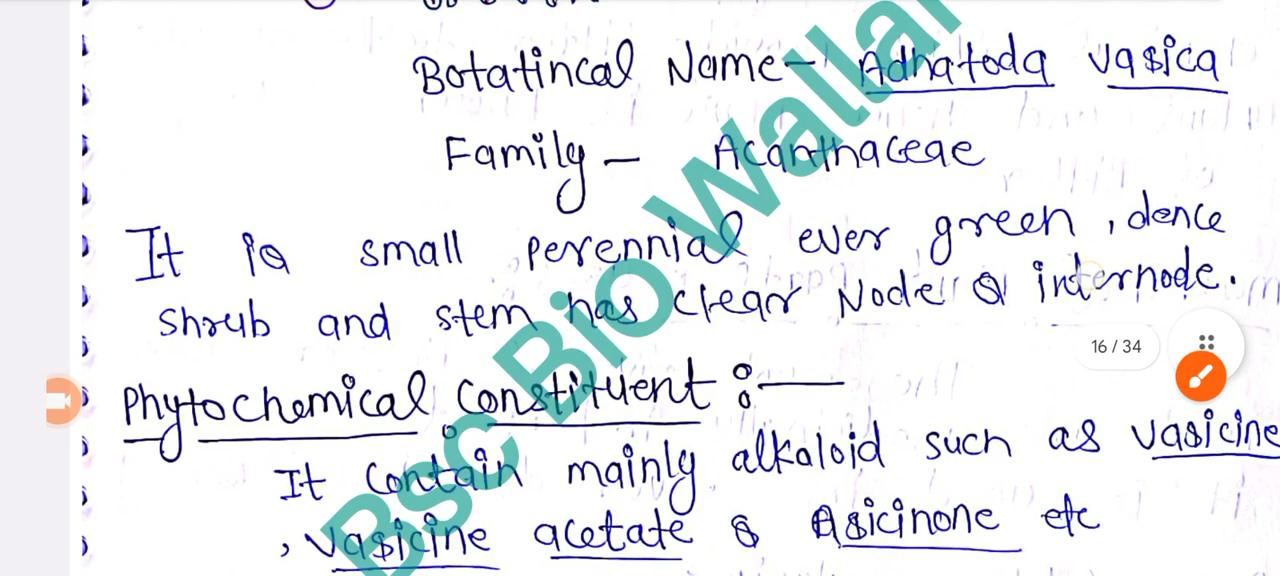 Botatincal Name- Adhatoda vasica
Family - Acanthaceae
It is small perennial ever green, dence
shrub and stem has clear Node & internode.
16 / 34
Phytochemical Constituent :-
It contain mainly alkaloid such as vasicine
, vasicine acetate & Asicinone etc
Bsc Bio Wallah